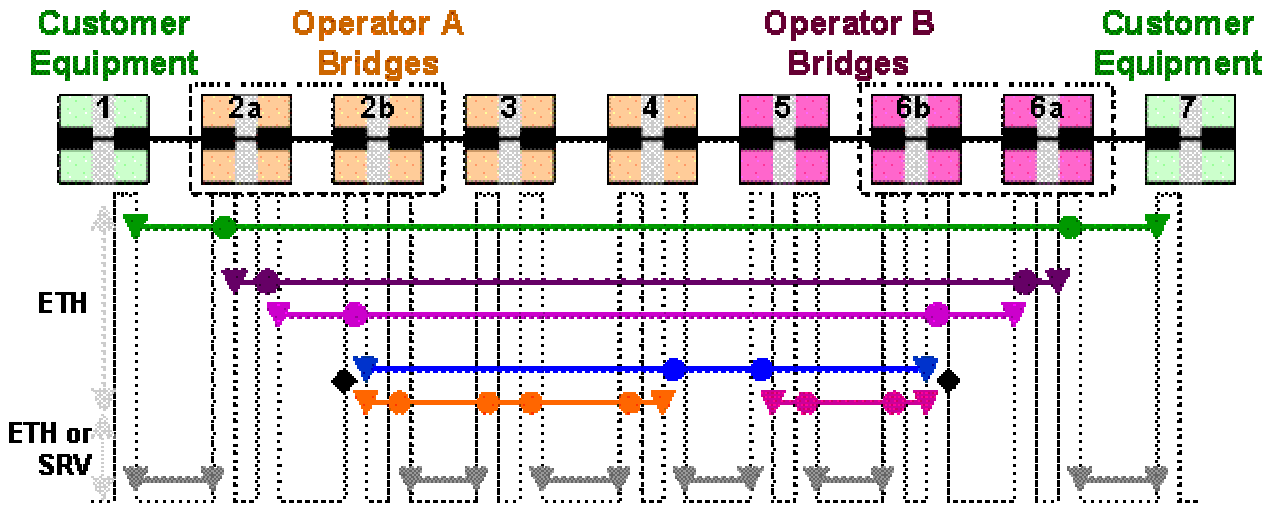 Customer Equipment
Operator A Bridges
Operator B Bridges
Customer Equipment
1 2a 2b 3 4 5 6b 6a 7
ETH
ETH or
SRV